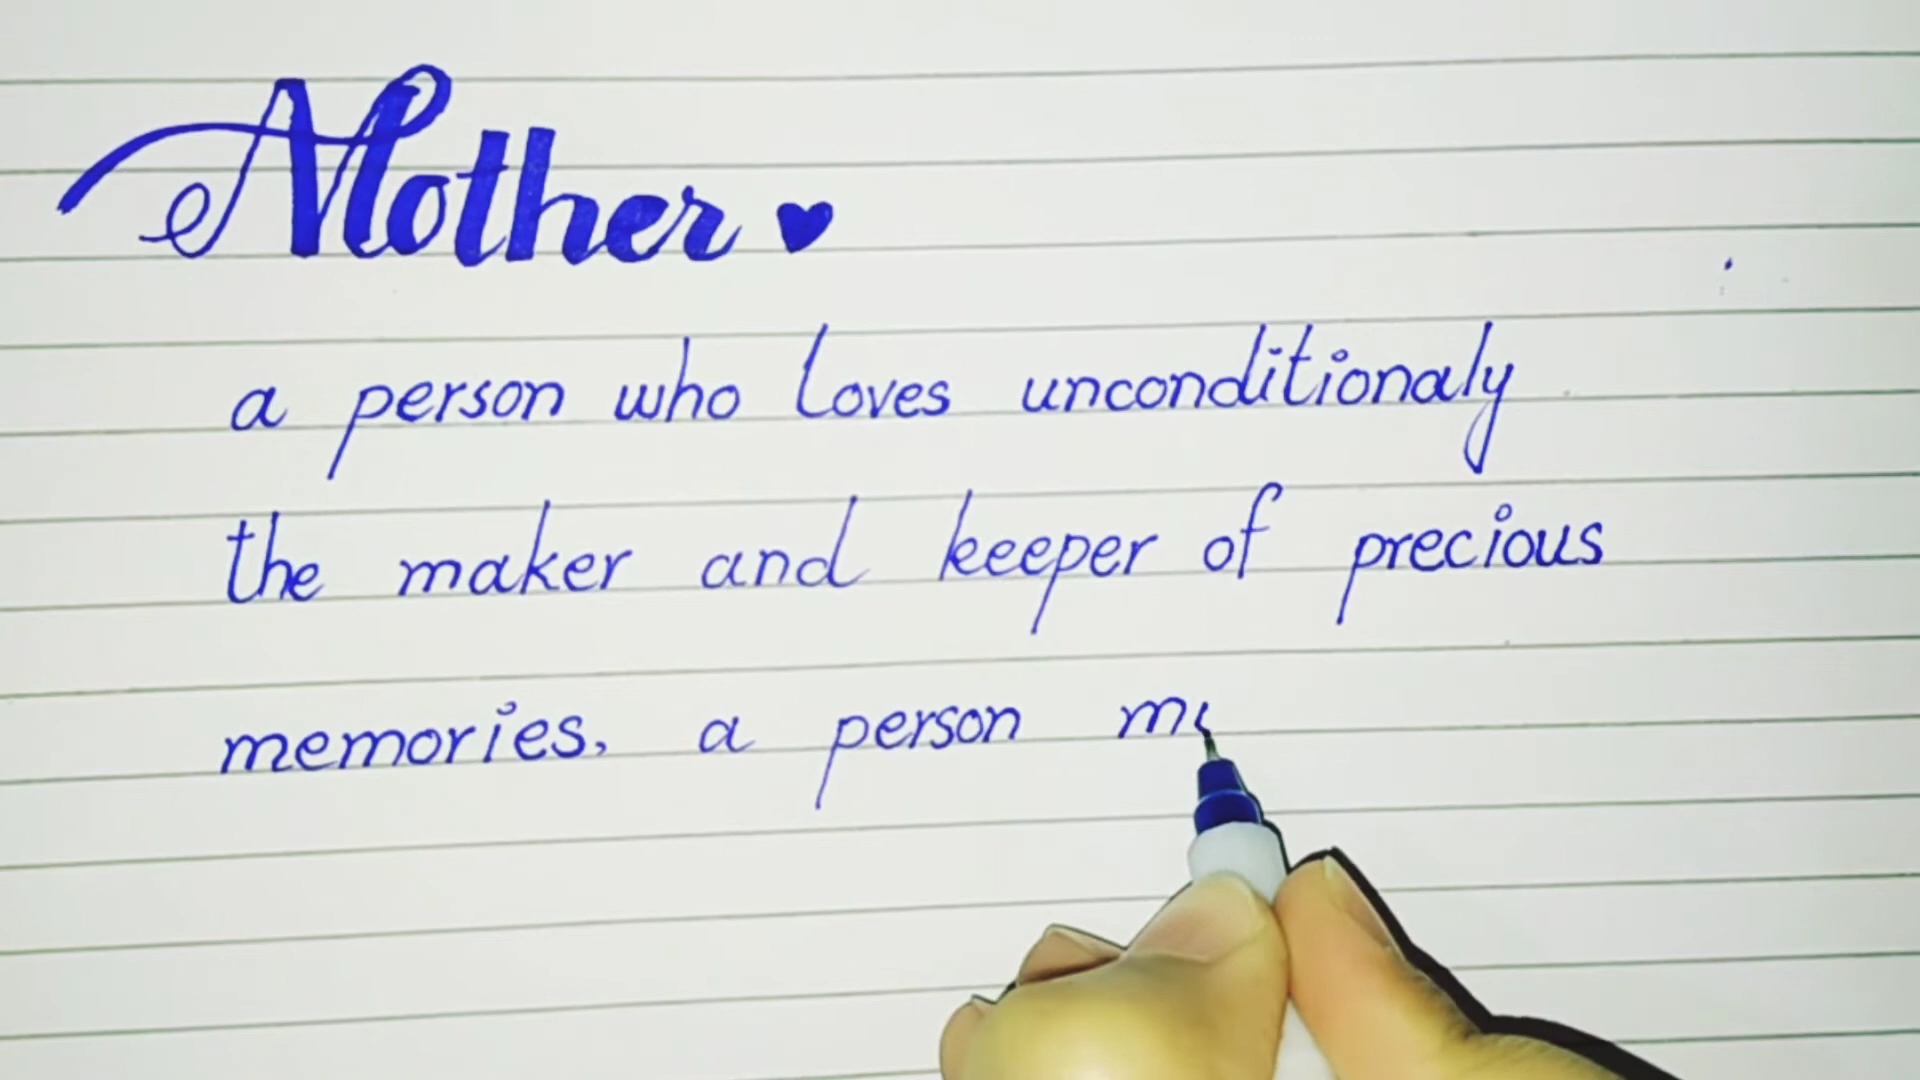 Mother ♥
a person who loves unconditionaly
the maker and keeper of precious
memories, a person